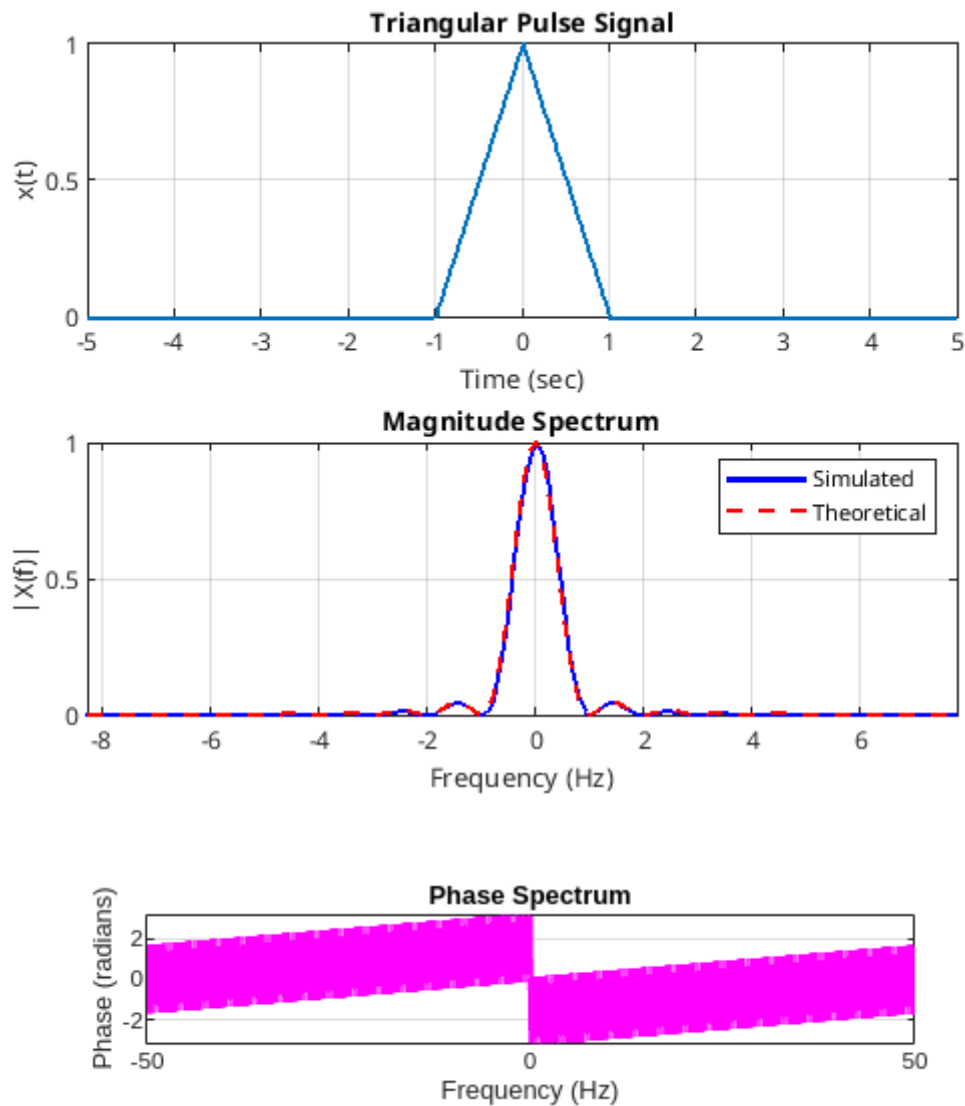 Triangular Pulse Signal
1
0.5
0
x(t)
-5 -4 -3 -2 -1 0 1 2 3 4 5
Time (sec)
Magnitude Spectrum
1
0.5
0
|X(f)|
Simulated
Theoretical
-8 -6 -4 -2 0 2 4 6
Frequency (Hz)
Phase Spectrum
2
0
-2
Phase (radians)
-50 0 50
Frequency (Hz)